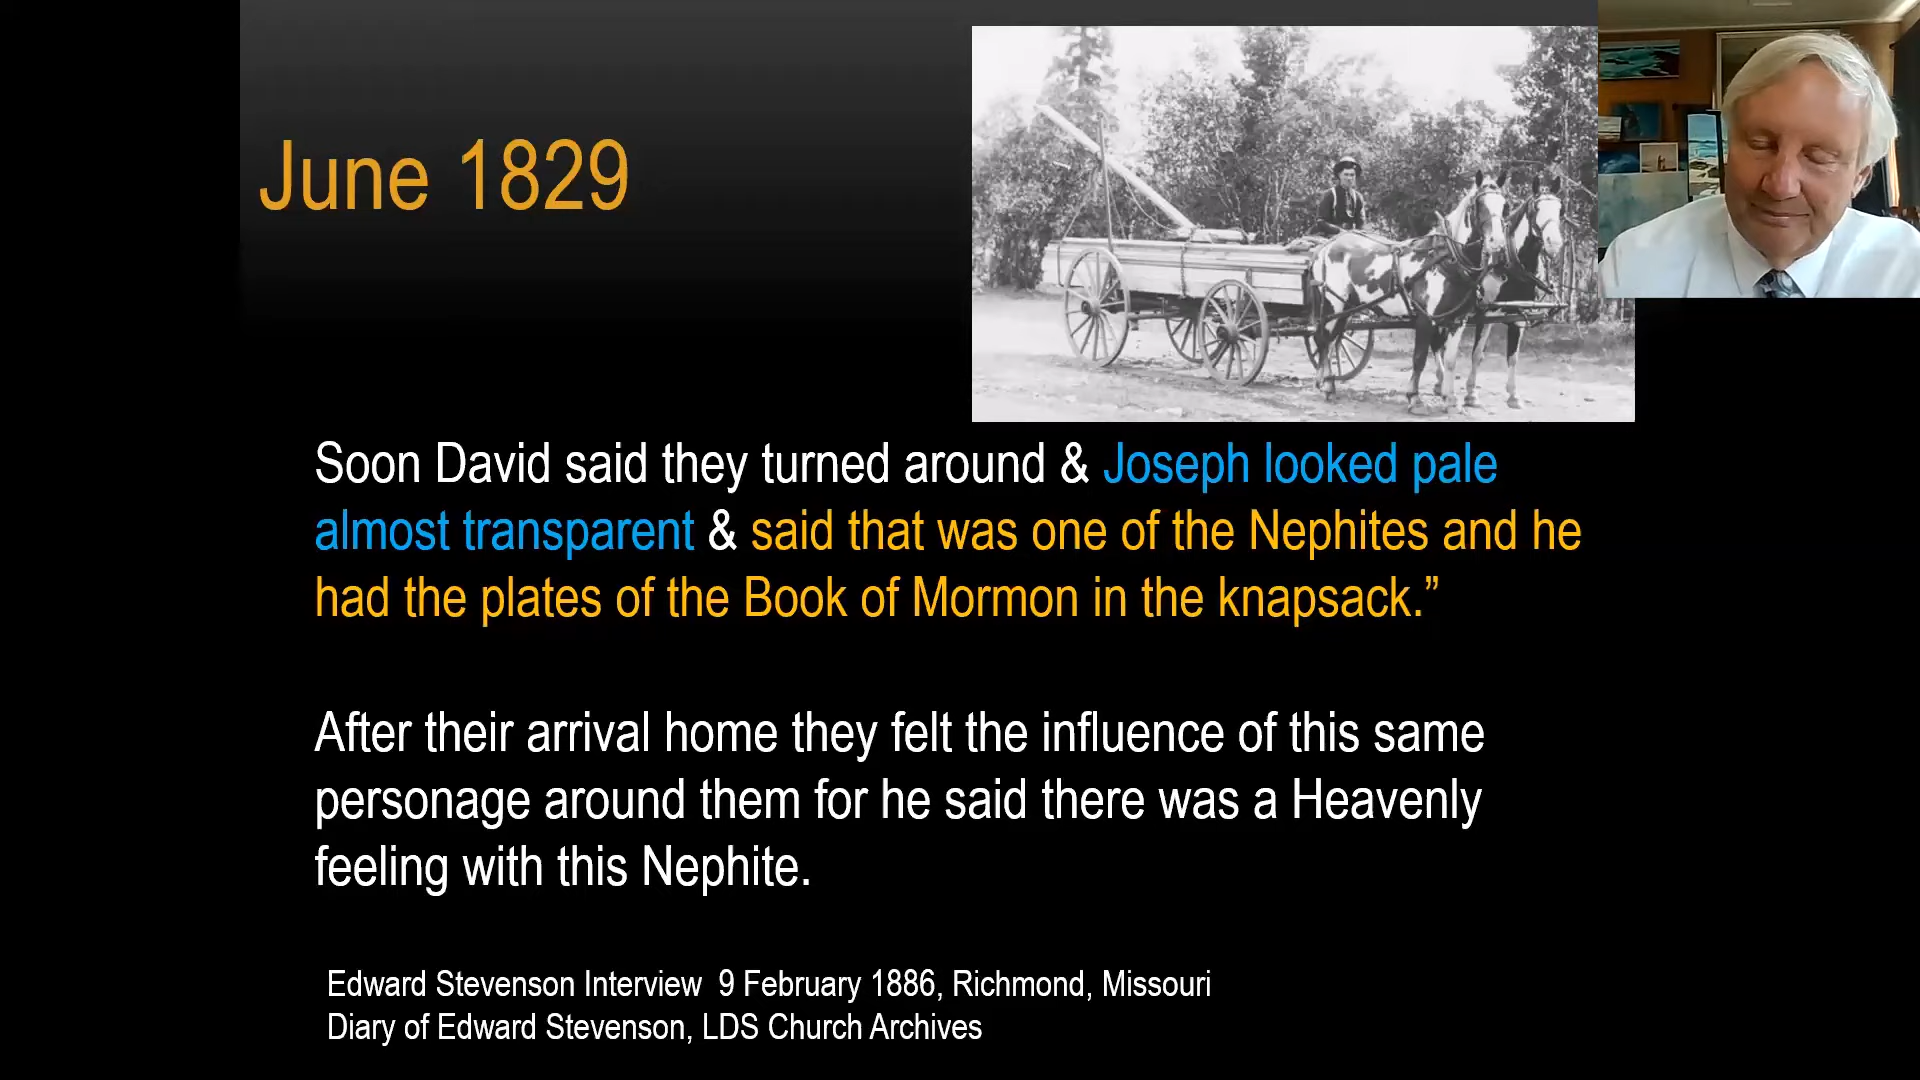 June 1829
Soon David said they turned around & Joseph looked pale
almost transparent & said that was one of the Nephites and he
had the plates of the Book of Mormon in the knapsack.”
After their arrival home they felt the influence of this same
personage around them for he said there was a Heavenly
feeling with this Nephite.
Edward Stevenson Interview  9 February 1886, Richmond, Missouri
Diary of Edward Stevenson, LDS Church Archives